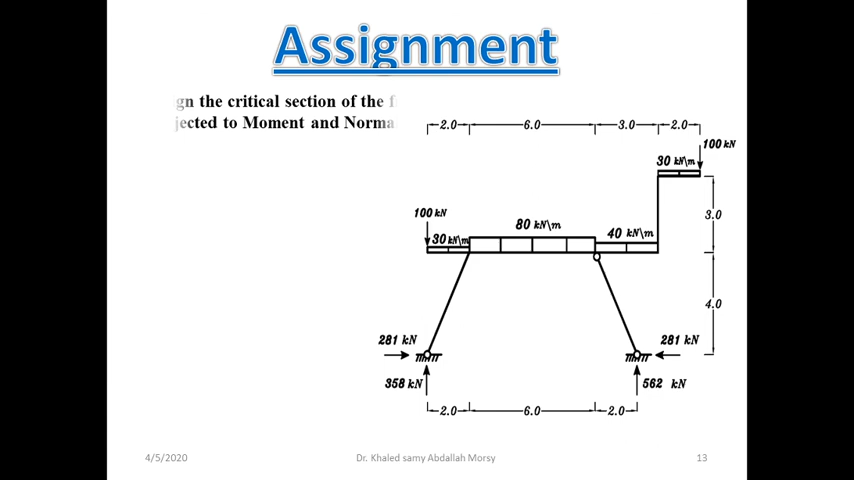 Assignment
gn the critical section of the
jected to Moment and Norma
2.0 6.0 3.0 2.0
100 kN
30 kN\m
3.0
100 kN
80 kN\m
30 kN\m
40 kN\m
4.0
281 kN
281 kN
358 kN
562 kN
2.0 6.0 2.0
4/5/2020
Dr. Khaled samy Abdallah Morsy
13